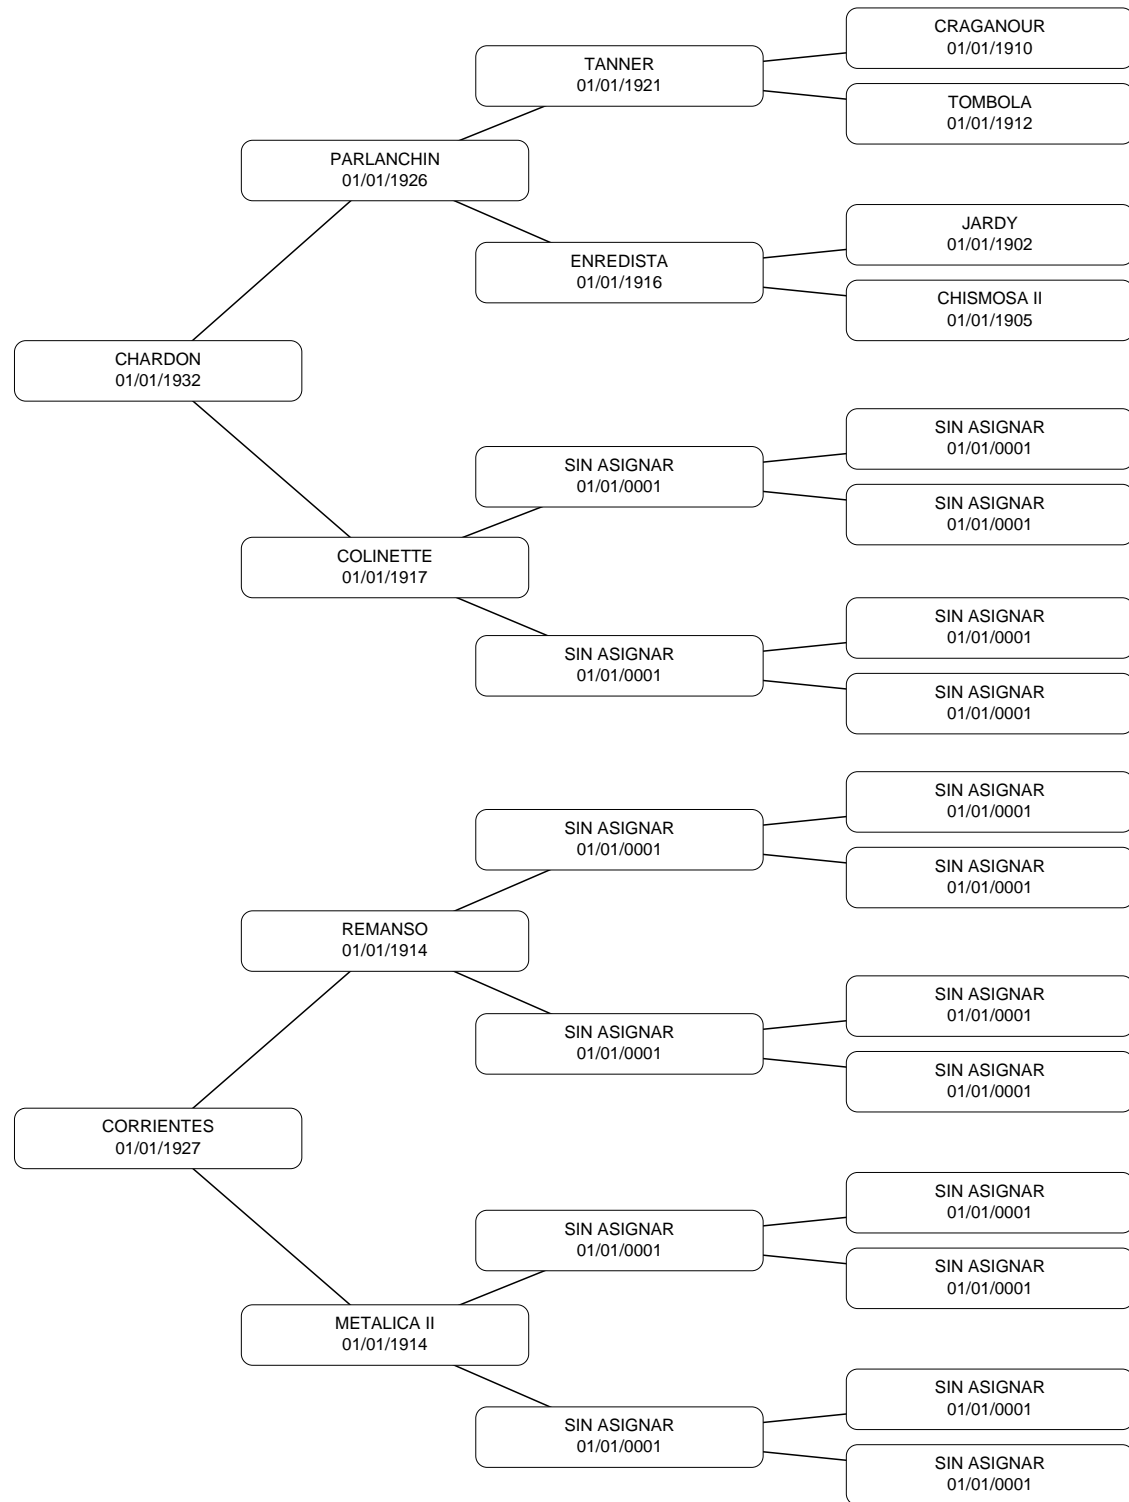 CRAGANOUR
01/01/1910
TANNER
01/01/1921
TOMBOLA
01/01/1912
PARLANCHIN
01/01/1926
JARDY
01/01/1902
ENREDISTA
01/01/1916
CHISMOSA II
01/01/1905
CHARDON
01/01/1932
SIN ASIGNAR
01/01/0001
SIN ASIGNAR
01/01/0001
SIN ASIGNAR
01/01/0001
COLINETTE
01/01/1917
SIN ASIGNAR
01/01/0001
SIN ASIGNAR
01/01/0001
SIN ASIGNAR
01/01/0001
SIN ASIGNAR
01/01/0001
SIN ASIGNAR
01/01/0001
SIN ASIGNAR
01/01/0001
REMANSO
01/01/1914
SIN ASIGNAR
01/01/0001
SIN ASIGNAR
01/01/0001
SIN ASIGNAR
01/01/0001
CORRIENTES
01/01/1927
SIN ASIGNAR
01/01/0001
SIN ASIGNAR
01/01/0001
SIN ASIGNAR
01/01/0001
METALICA II
01/01/1914
SIN ASIGNAR
01/01/0001
SIN ASIGNAR
01/01/0001
SIN ASIGNAR
01/01/0001